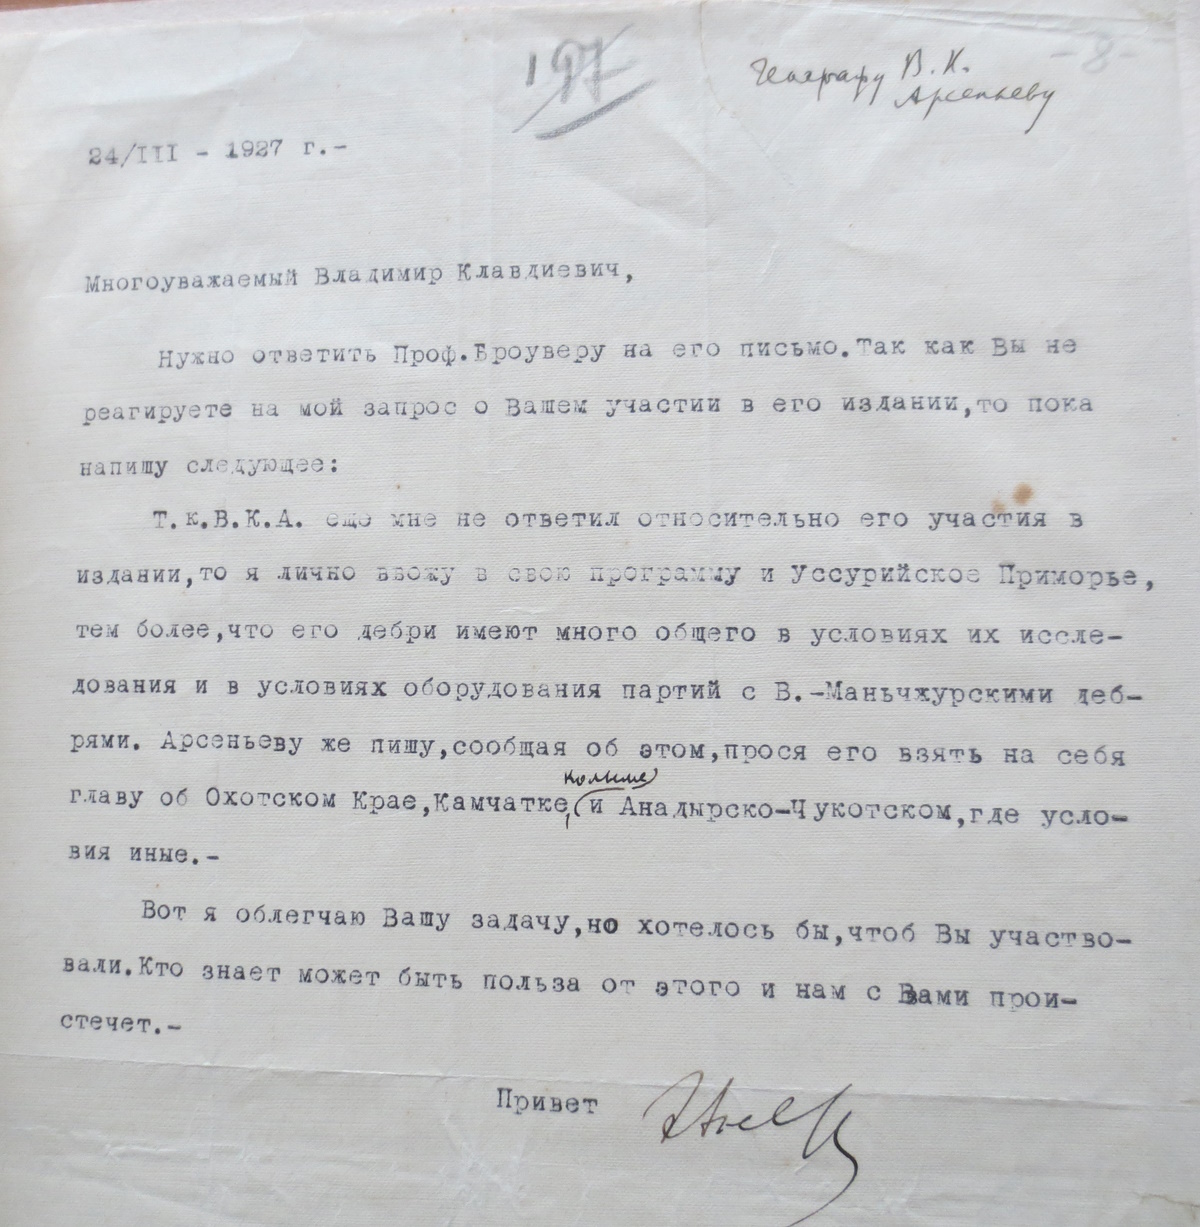 197
-8-
Географу В. К.
Арсеньеву
24/III - 1927 г.-
Многоуважаемый Владимир Клавдиевич,
Нужно ответить Проф.Броуверу на его письмо.Так как Вы не
реагируете на мой запрос о Вашем участии в его издании,то пока
напишу следующее:
Т.к.В.К.А. еще мне не ответил относительно его участия в
издании,то я лично ввожу в свою программу и Уссурийское Приморье,
тем более,что его дебри имеют много общего в условиях их иссле-
дования и в условиях оборудования партий с В.-Маньчжурскими деб-
рями. Арсеньеву же пишу,сообщая об этом,прося его взять на себя
Колыме
главу об Охотском Крае,Камчатке, и Анадырско-Чукотском,где усло-
вия иные.-
Вот я облегчаю Вашу задачу,но хотелось бы,чтоб Вы участво-
вали.Кто знает может быть польза от этого и нам с Вами прои-
стечет.-
Привет